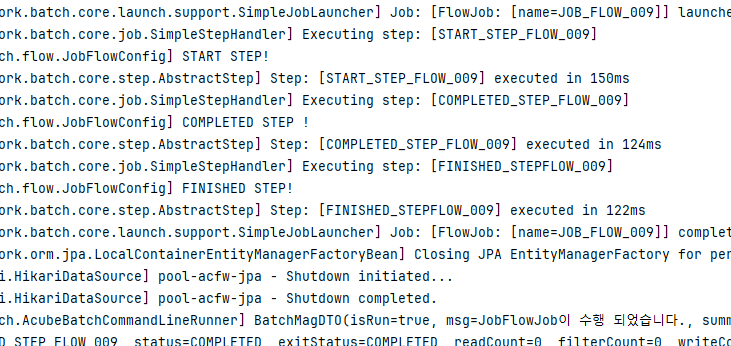 ork.batch.core.launch.support.SimpleJobLauncher] Job: [FlowJob: [name=JOB_FLOW_009]] launche
ork.batch.core.job.SimpleStepHandler] Executing step: [START_STEP_FLOW_009]
ch.flow.JobFlowConfig] START STEP!
ork.batch.core.step.AbstractStep] Step: [START_STEP_FLOW_009] executed in 150ms
ork.batch.core.job.SimpleStepHandler] Executing step: [COMPLETED_STEP_FLOW_009]
ch.flow.JobFlowConfig] COMPLETED STEP !
ork.batch.core.step.AbstractStep] Step: [COMPLETED_STEP_FLOW_009] executed in 124ms
ork.batch.core.job.SimpleStepHandler] Executing step: [FINISHED_STEPFLOW_009]
ch.flow.JobFlowConfig] FINISHED STEP!
ork.batch.core.step.AbstractStep] Step: [FINISHED_STEPFLOW_009] executed in 122ms
ork.batch.core.launch.support.SimpleJobLauncher] Job: [FlowJob: [name=JOB_FLOW_009]] complet
ork.orm.jpa.LocalContainerEntityManagerFactoryBean] Closing JPA EntityManagerFactory for per
i.HikariDataSource] pool-acfw-jpa - Shutdown initiated...
i.HikariDataSource] pool-acfw-jpa - Shutdown completed.
ch.AcubeBatchCommandLineRunner] BatchMagDTO(isRun=true, msg=JobFlowJob이 수행 되었습니다., summ
D_STEP_FLOW_009, status=COMPLETED, exitStatus=COMPLETED, readCount=0, filterCount=0, writeCo